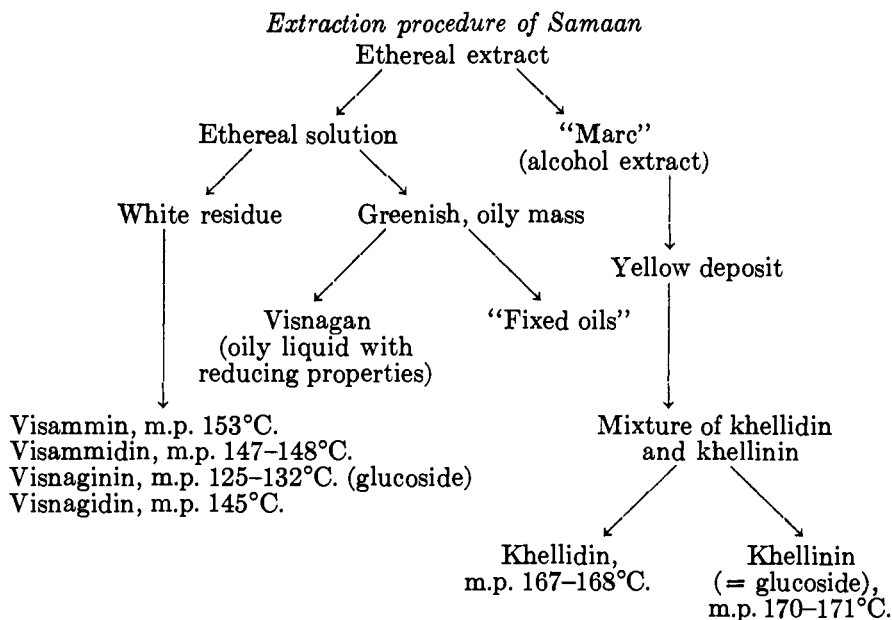 Extraction procedure of Samaan
Ethereal extract
Ethereal solution
“Marc”
(alcohol extract)
White residue
Greenish, oily mass
Yellow deposit
Visnagan
(oily liquid with
reducing properties)
“Fixed oils”
Visammin, m.p. 153°C.
Visammidin, m.p. 147–148°C.
Visnaginin, m.p. 125–132°C. (glucoside)
Visnagidin, m.p. 145°C.
Mixture of khellidin
and khellinin
Khellidin,
m.p. 167–168°C.
Khellinin
(= glucoside),
m.p. 170–171°C.